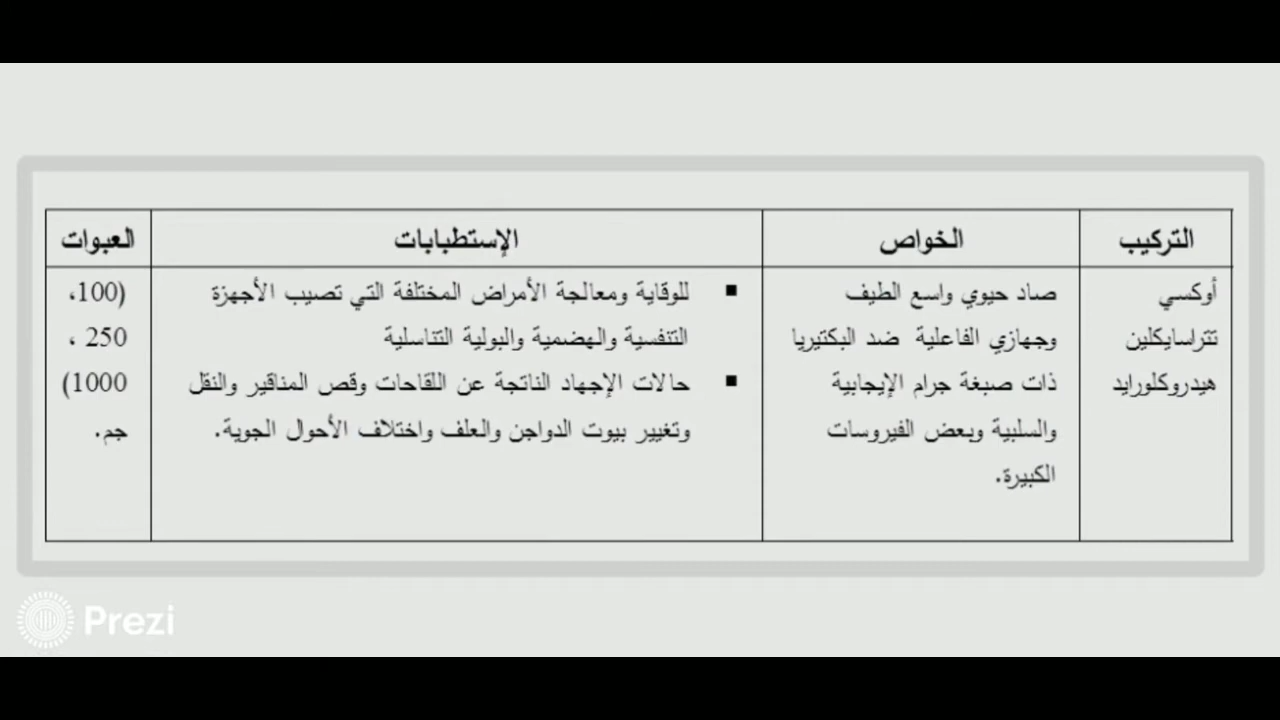 التركيب
الخواص
الإستطبابات
العبوات
أوكسي
تتراسايكلين
هيدروكلورايد
صاد حيوي واسع الطيف
وجهازي الفاعلية ضد البكتيريا
ذات صبغة جرام الإيجابية
والسلبية وبعض الفيروسات
الكبيرة.
▪ للوقاية ومعالجة الأمراض المختلفة التي تصيب الأجهزة
التنفسية والهضمية والبولية التناسلية
▪ حالات الإجهاد الناتجة عن اللقاحات وقص المناقير والنقل
وتغيير بيوت الدواجن والعلف واختلاف الأحوال الجوية.
(100،
250 ،
1000)
جم.
Prezi